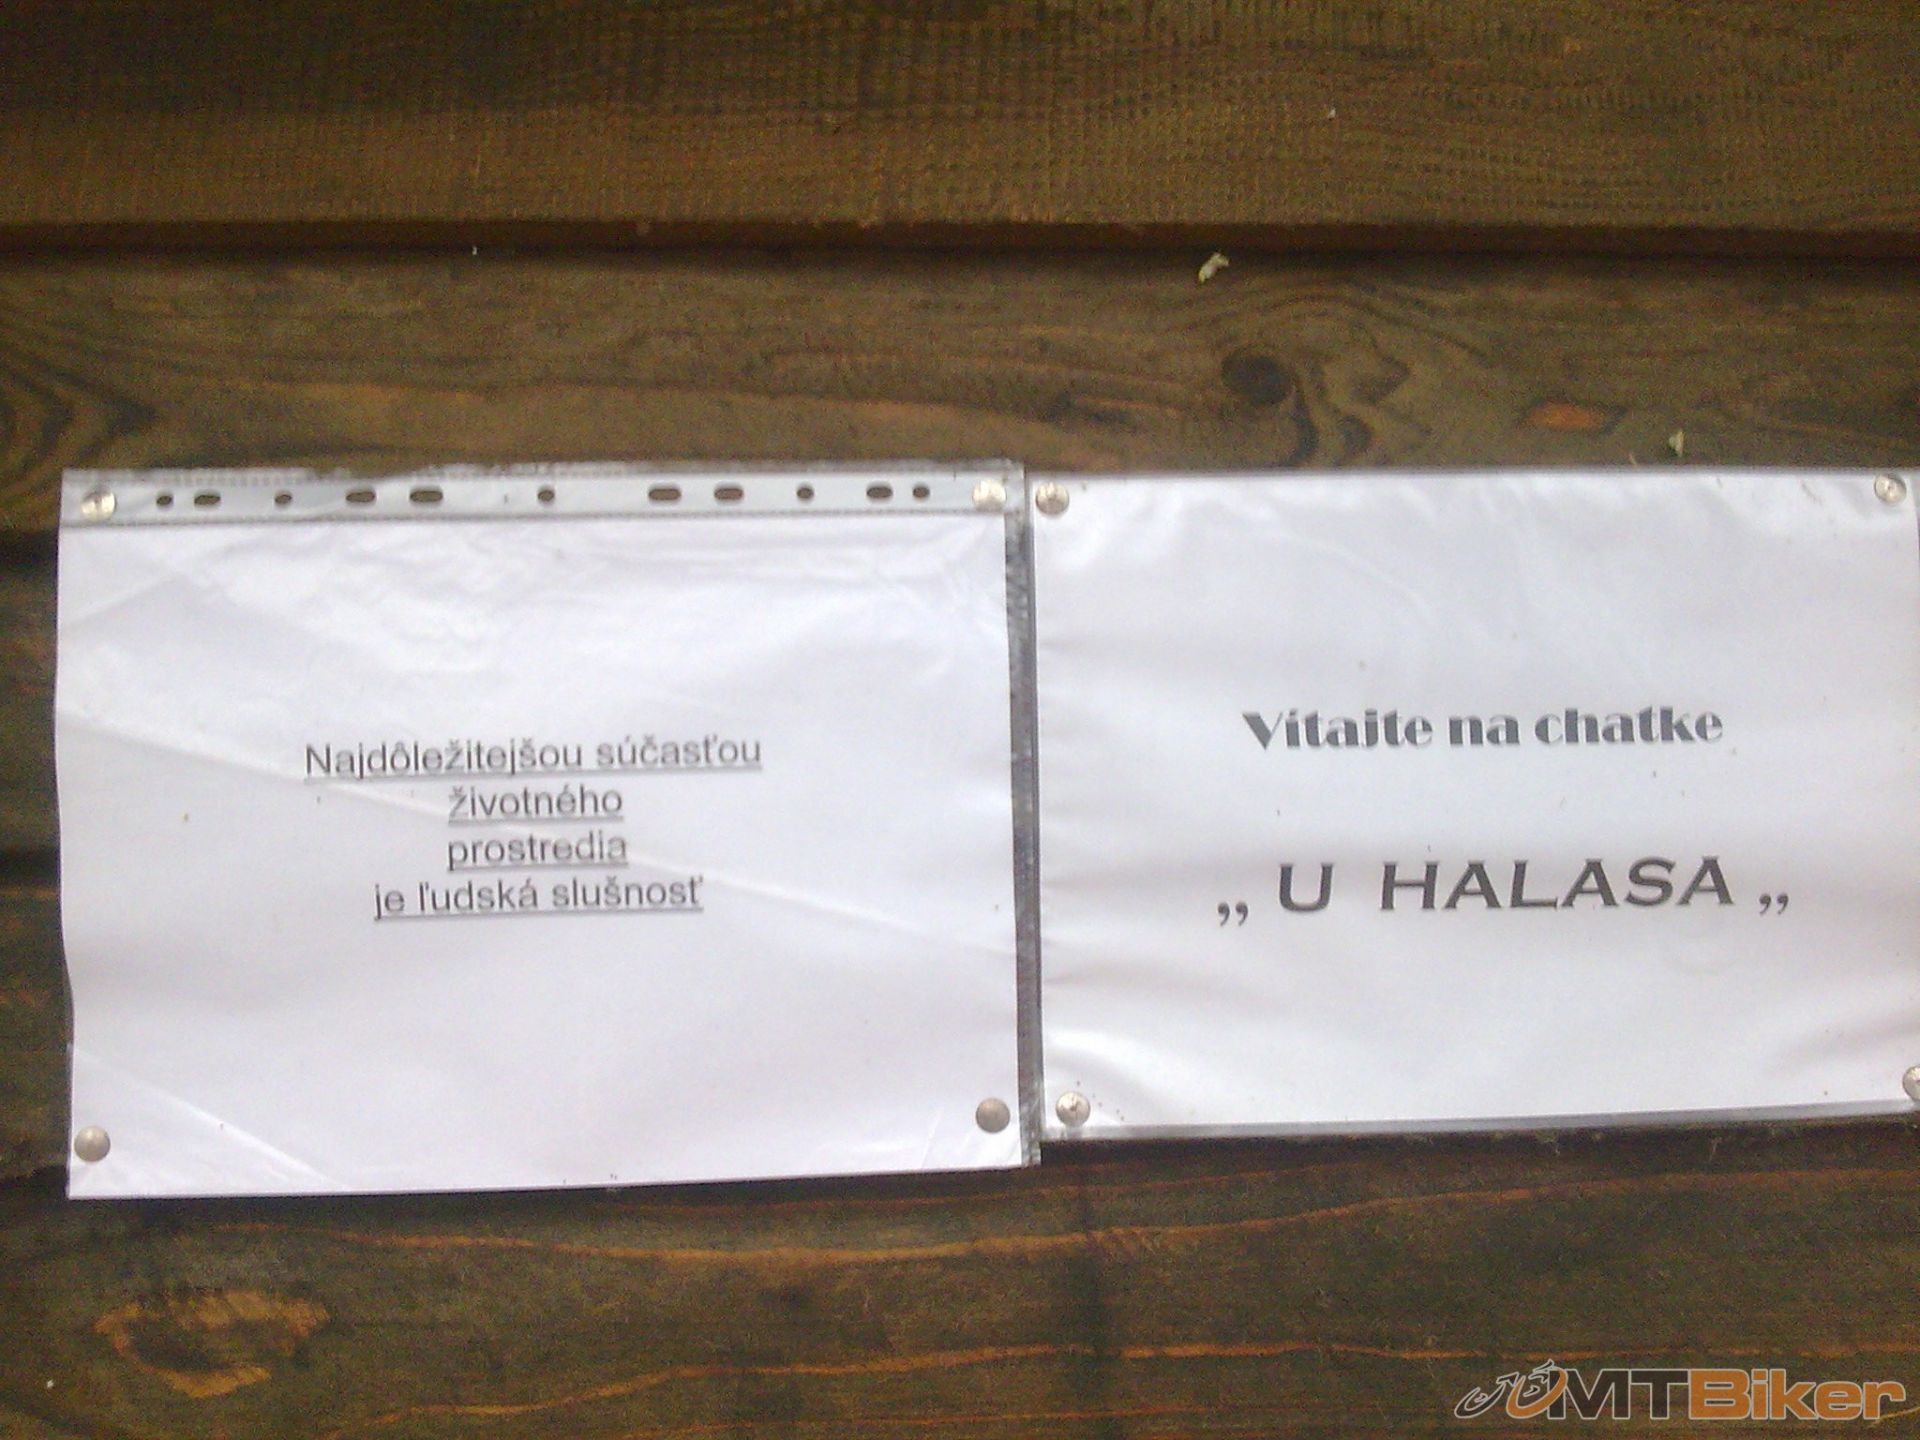 Najdôležitejšou súčasťou
životného
prostredia
je ľudská slušnosť
Vítajte na chatke
„ U HALASA „
MTBiker